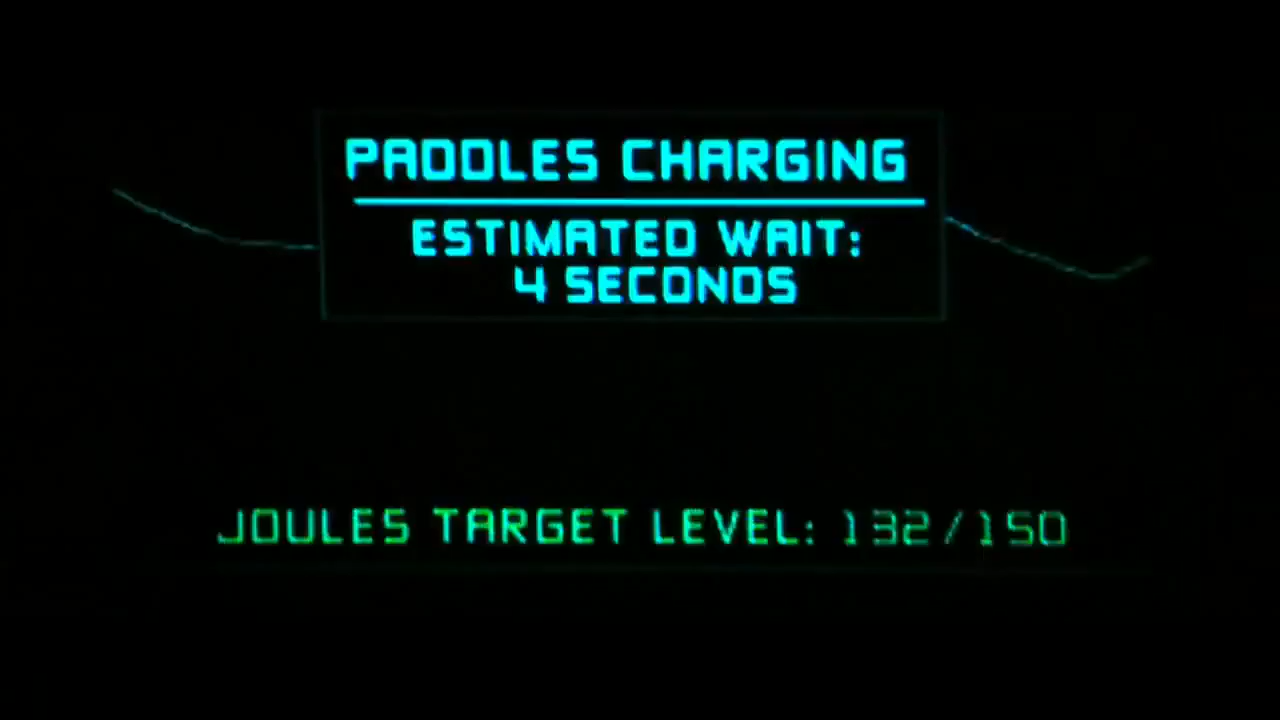 PADDLES CHARGING
ESTIMATED WAIT:
4 SECONDS
JOULES TARGET LEVEL: 132/150